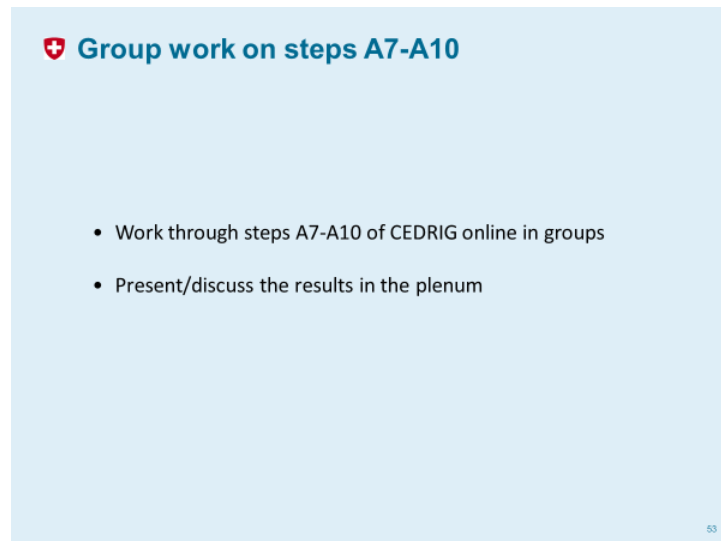 Group work on steps A7-A10
• Work through steps A7-A10 of CEDRIG online in groups
• Present/discuss the results in the plenum
53